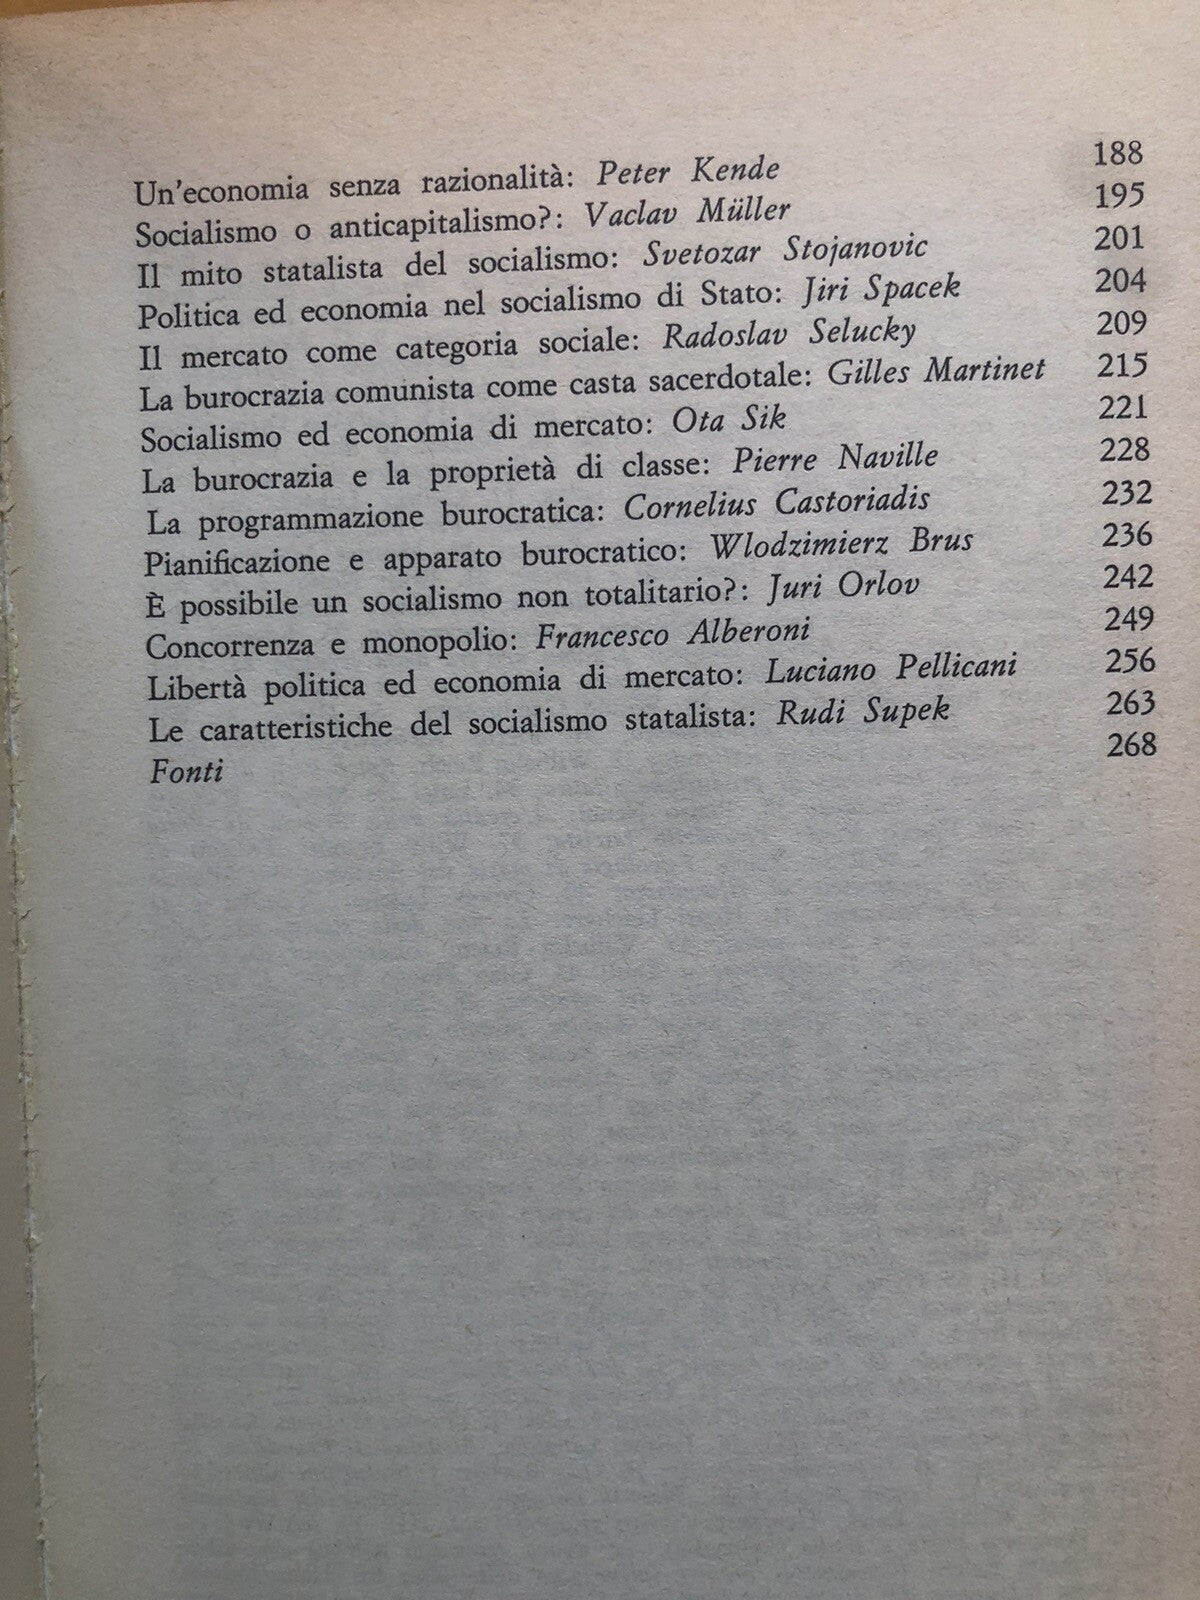 Un'economia senza razionalità: Peter Kende 188
Socialismo o anticapitalismo?: Vaclav Müller 195
Il mito statalista del socialismo: Svetozar Stojanovic 201
Politica ed economia nel socialismo di Stato: Jiri Spacek 204
Il mercato come categoria sociale: Radoslav Selucky 209
La burocrazia comunista come casta sacerdotale: Gilles Martinet 215
Socialismo ed economia di mercato: Ota Sik 221
La burocrazia e la proprietà di classe: Pierre Naville 228
La programmazione burocratica: Cornelius Castoriadis 232
Pianificazione e apparato burocratico: Wlodzimierz Brus 236
È possibile un socialismo non totalitario?: Juri Orlov 242
Concorrenza e monopolio: Francesco Alberoni 249
Libertà politica ed economia di mercato: Luciano Pellicani 256
Le caratteristiche del socialismo statalista: Rudi Supek 263
Fonti 268